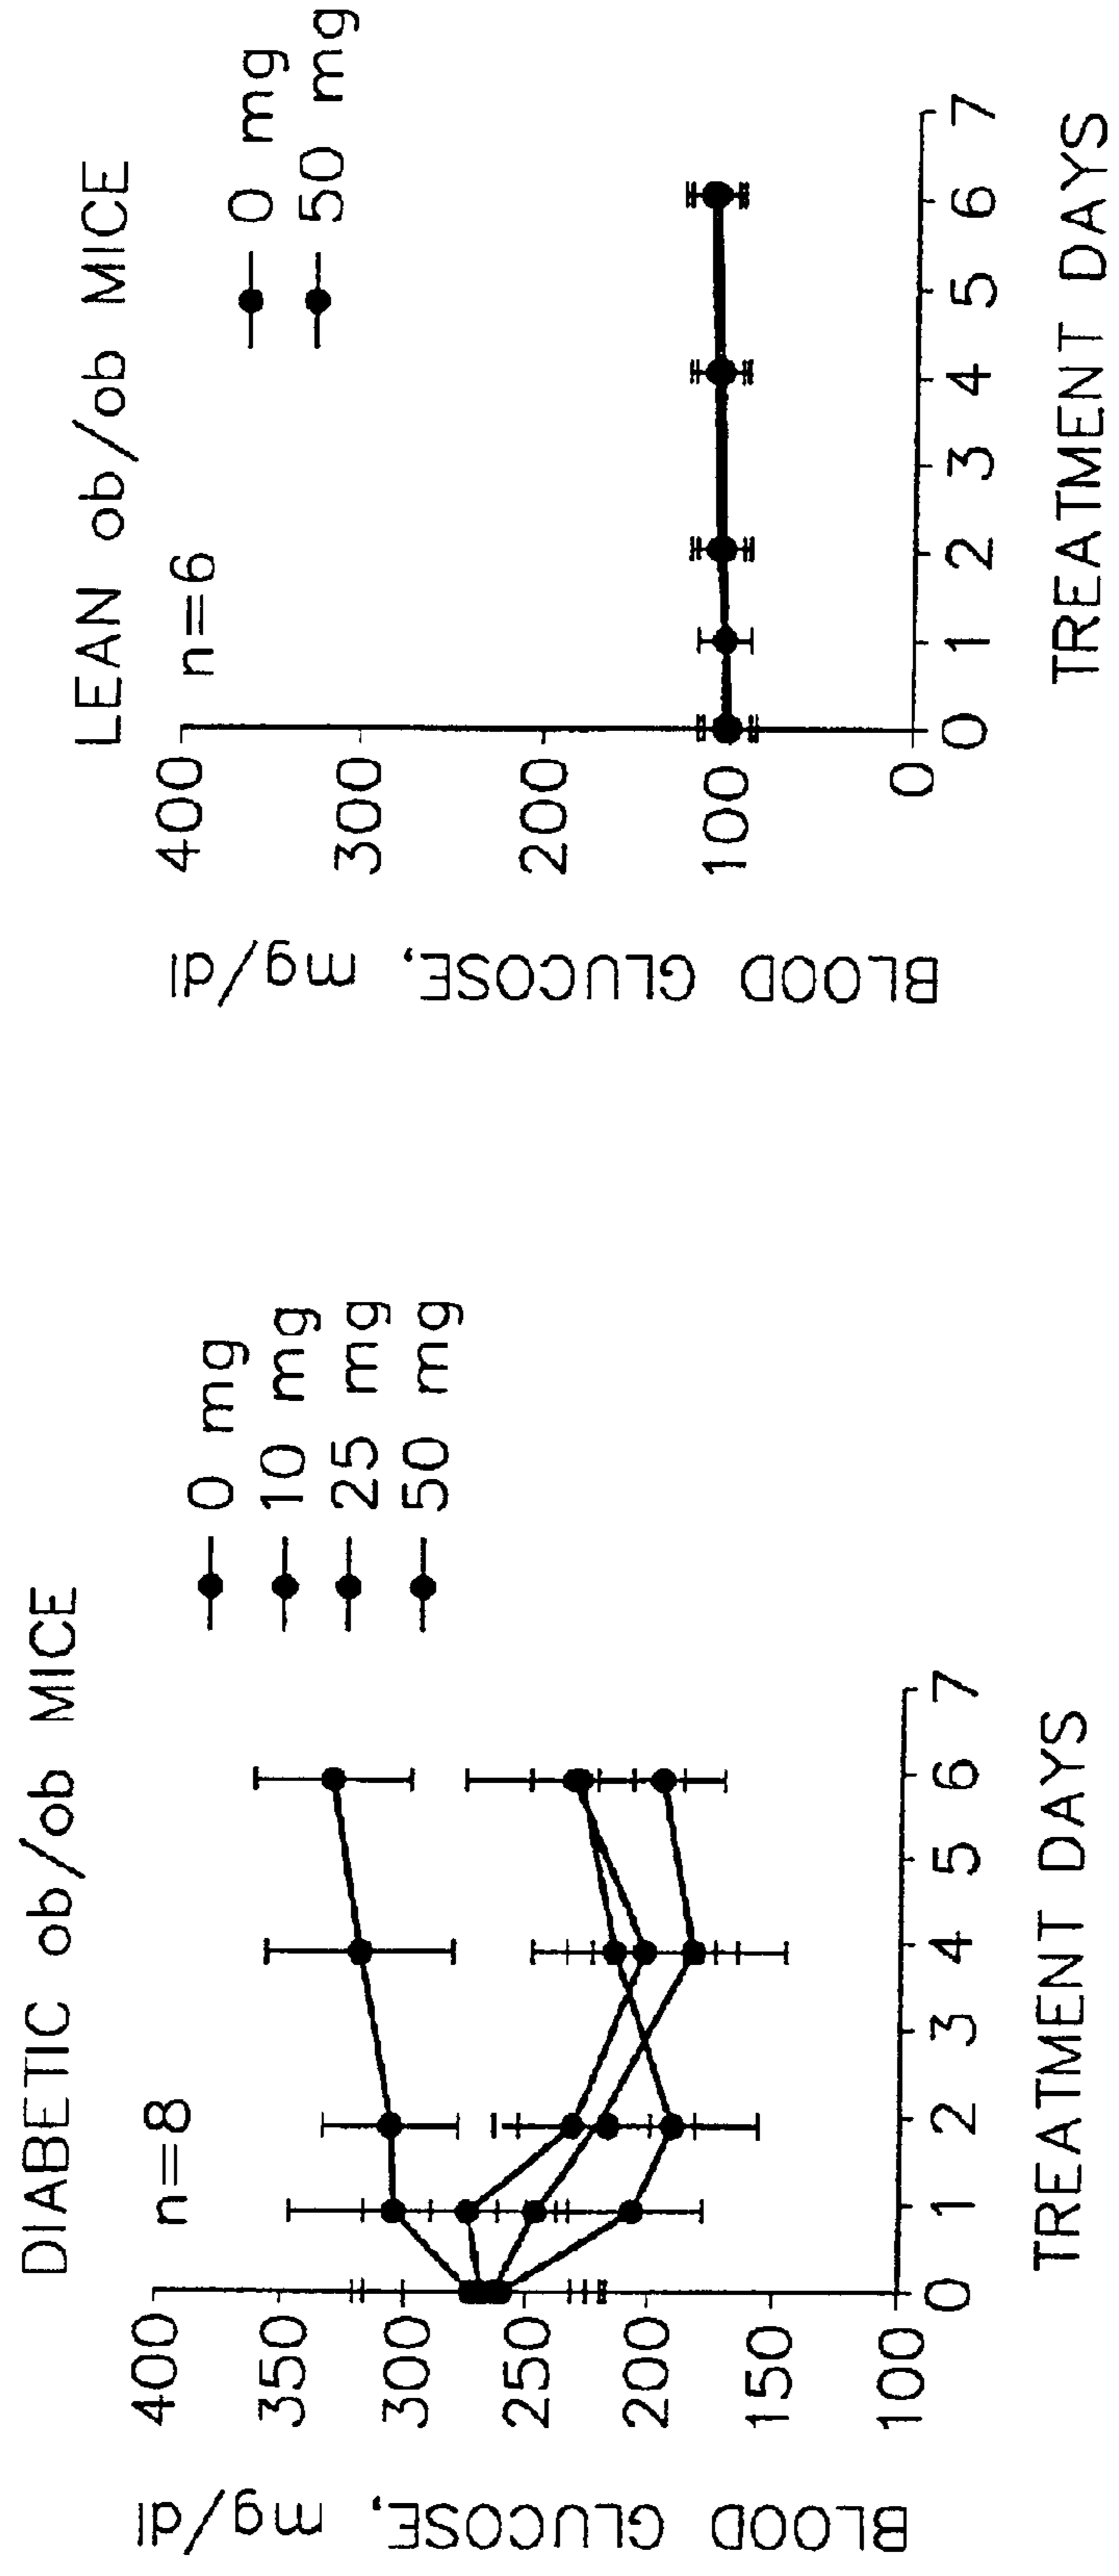 DIABETIC ob/ob MICE
n=8
0 mg
10 mg
25 mg
50 mg
BLOOD GLUCOSE, mg/dl
400
350
300
250
200
150
100
0 1 2 3 4 5 6 7
TREATMENT DAYS
LEAN ob/ob MICE
n=6
0 mg
50 mg
BLOOD GLUCOSE, mg/dl
400
300
200
100
0
0 1 2 3 4 5 6 7
TREATMENT DAYS